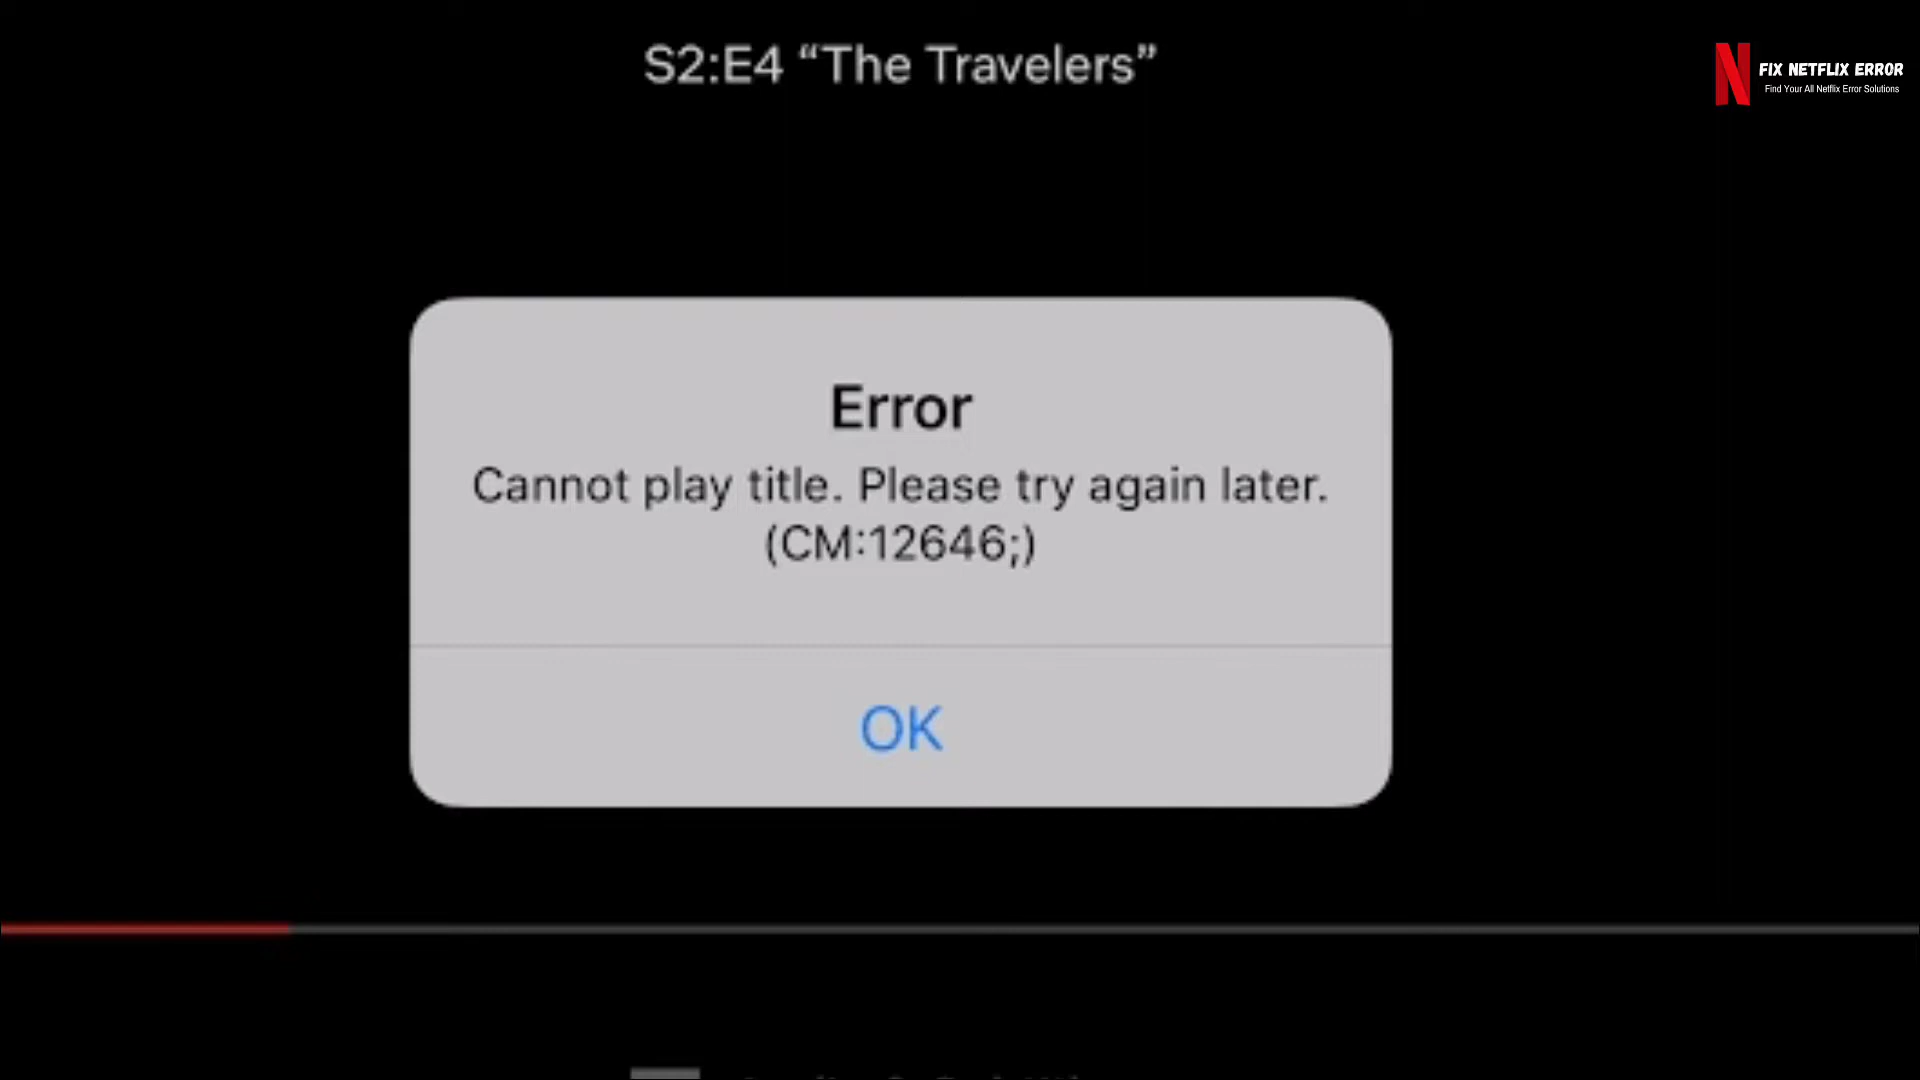 S2:E4 “The Travelers”
N FIX NETFLIX ERROR
Find Your All Netflix Error Solutions
Error
Cannot play title. Please try again later.
(CM:12646;)
OK